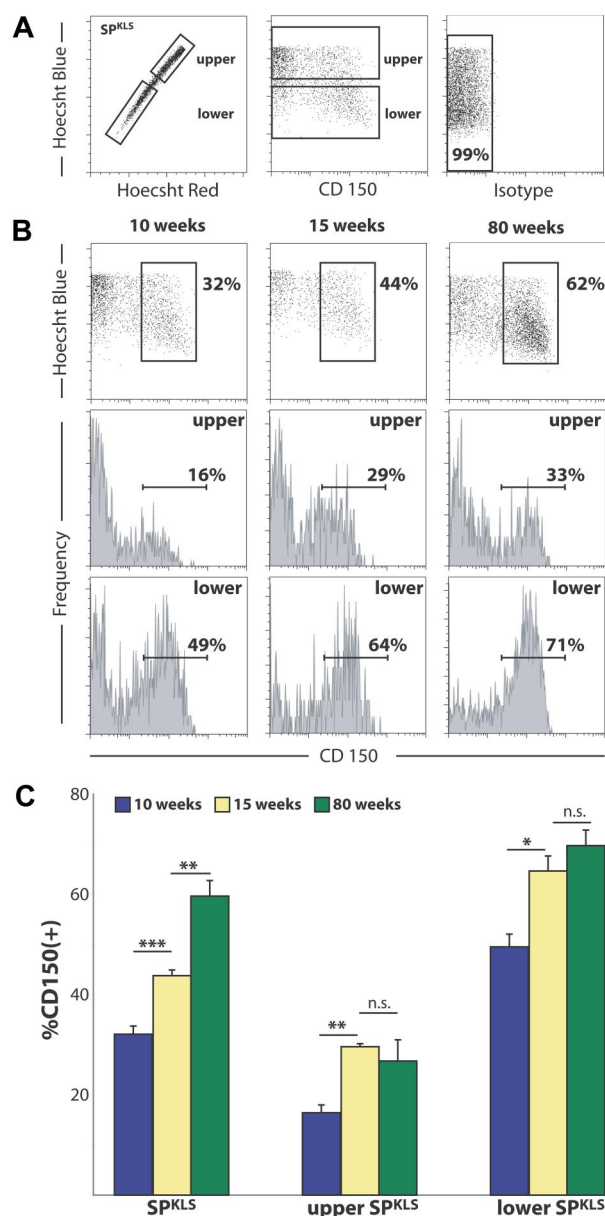 A
SPKLS
upper
lower
Hoecsht Blue
Hoecsht Red
upper
lower
CD 150
99%
Isotype
B
10 weeks
15 weeks
80 weeks
Hoecsht Blue
32%
44%
62%
upper
16%
upper
29%
upper
33%
Frequency
lower
49%
lower
64%
lower
71%
CD 150
C
80
60
40
20
%CD150(+)
10 weeks
15 weeks
80 weeks
***
**
**
n.s.
*
n.s.
SPKLS
upper SPKLS
lower SPKLS